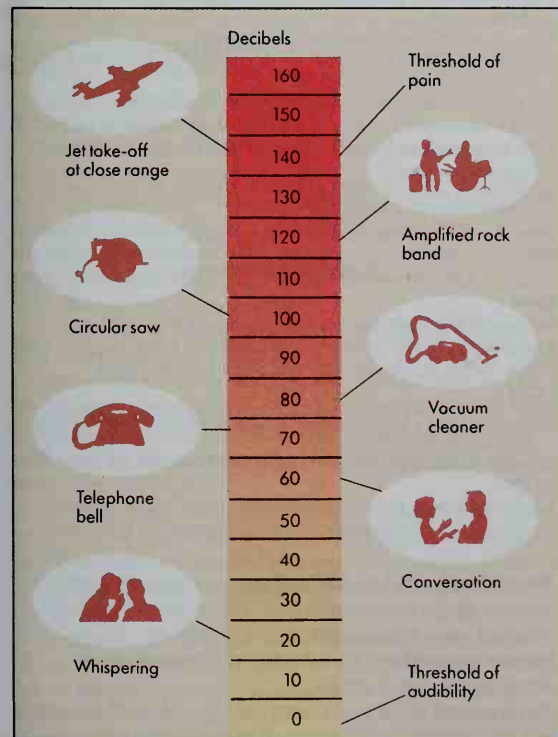 Decibels
160
150
140
130
120
110
100
90
80
70
60
50
40
30
20
10
0
Jet take-off
at close range
Circular saw
Telephone
bell
Whispering
Threshold of
pain
Amplified rock
band
Vacuum
cleaner
Conversation
Threshold of
audibility